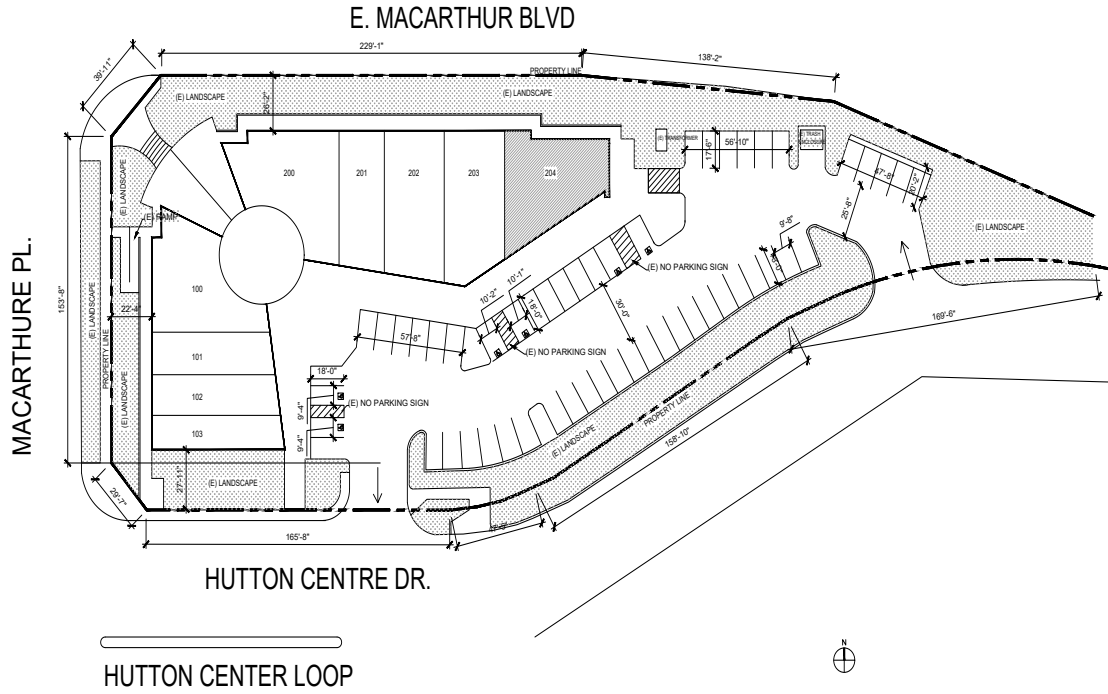 E. MACARTHUR BLVD
229'-1"
138'-2"
39'-11"
PROPERTY LINE
(E) LANDSCAPE
26'-2"
(E) LANDSCAPE
(E) TRANSFORMER
17'-6"
56'-10"
(E) TRASH
ENCLOSURE
47'-8"
20'-2"
25'-8"
200
201
202
203
204
(E) LANDSCAPE
(E) RAMP
(E) LANDSCAPE
9'-8"
(E) NO PARKING SIGN
10'-1"
10'-2"
18'-0"
30'-0"
MACARTHURE PL.
153'-8"
(E) LANDSCAPE
PROPERTY LINE
22'-4"
100
101
102
103
57'-8"
(E) NO PARKING SIGN
18'-0"
9'-4"
(E) NO PARKING SIGN
9'-4"
169'-6"
(E) LANDSCAPE
(E) LANDSCAPE
PROPERTY LINE
158'-10"
27'-11"
(E) LANDSCAPE
29'-7"
165'-8"
HUTTON CENTRE DR.
HUTTON CENTER LOOP
N